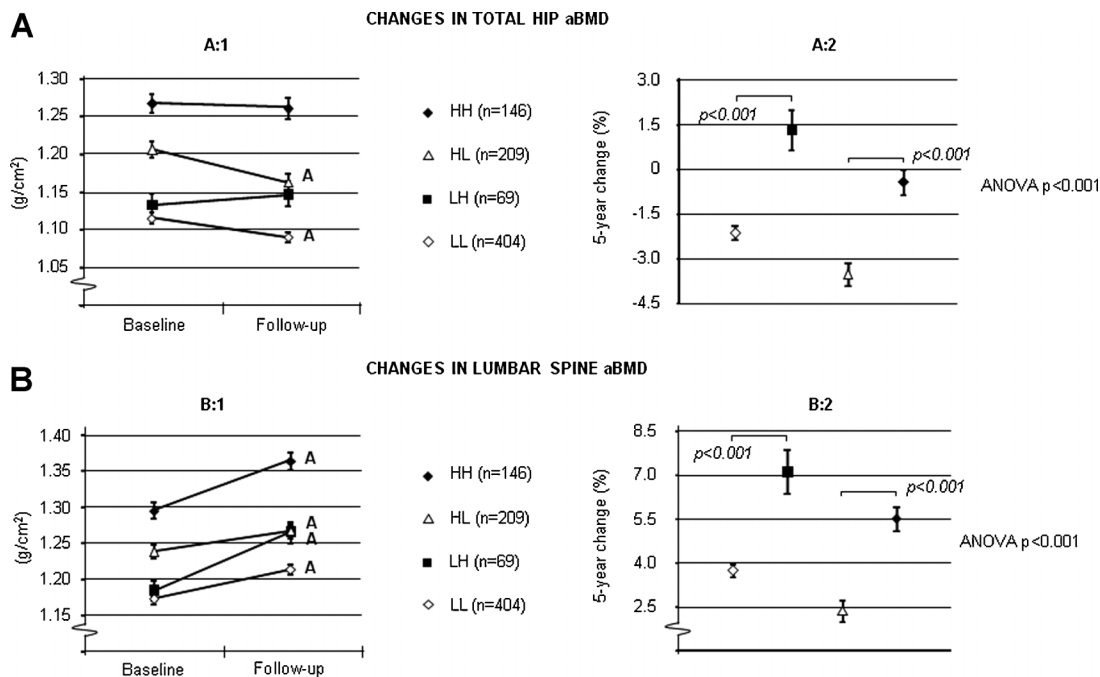 A
CHANGES IN TOTAL HIP aBMD
A:1
A:2
(g/cm²)
1.30
1.25
1.20
1.15
1.10
1.05
A
A
Baseline
Follow-up
HH (n=146)
HL (n=209)
LH (n=69)
LL (n=404)
5-year change (%)
3.0
1.5
0
-1.5
-3.0
-4.5
p<0.001
p<0.001
ANOVA p<0.001
B
CHANGES IN LUMBAR SPINE aBMD
B:1
B:2
(g/cm²)
1.40
1.35
1.30
1.25
1.20
1.15
A
A
A
A
Baseline
Follow-up
HH (n=146)
HL (n=209)
LH (n=69)
LL (n=404)
5-year change (%)
8.5
7.0
5.5
4.0
2.5
p<0.001
p<0.001
ANOVA p<0.001